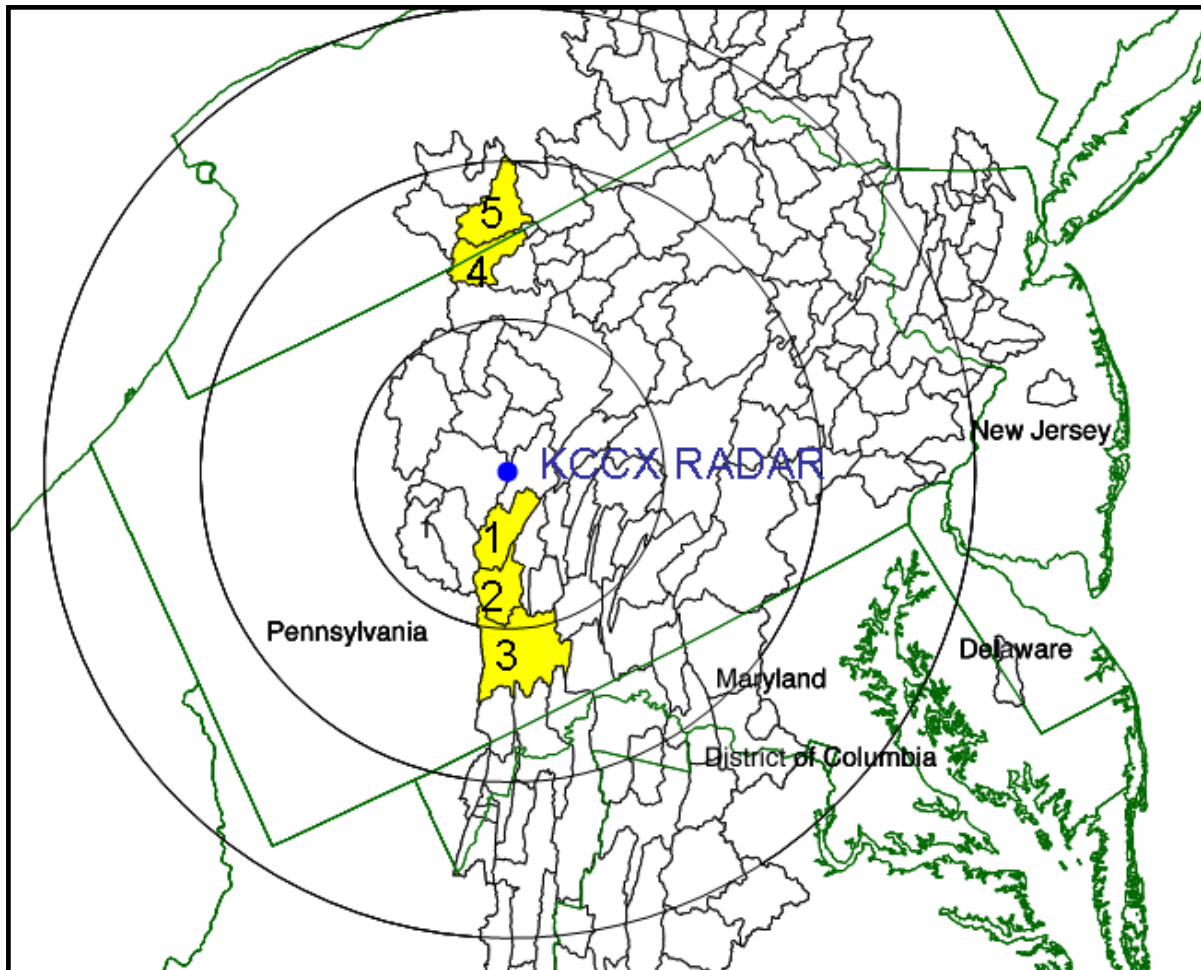 5
4
New Jersey
KCCX RADAR
1
2
Pennsylvania
3
Delaware
Maryland
District of Columbia